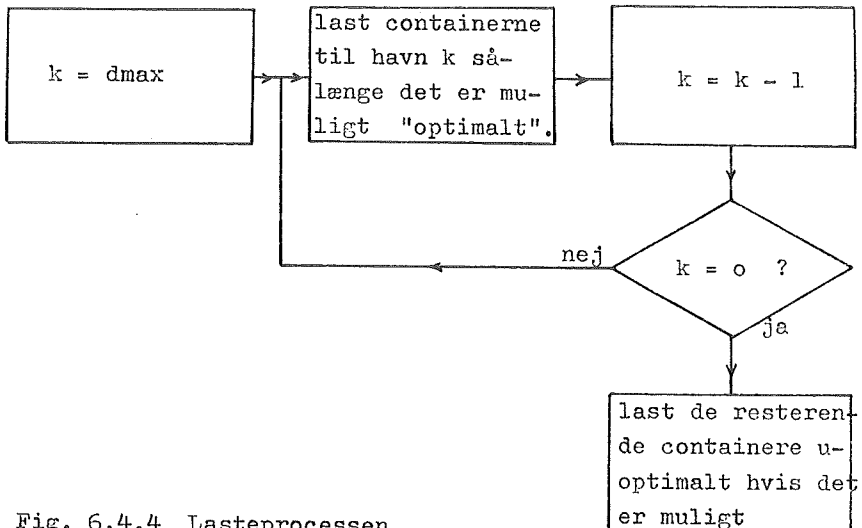 k = dmax
last containerne
til havn k så-
længe det er mu-
ligt "optimalt".
k = k - 1
nej
k = o ?
ja
last de resteren-
de containere u-
optimalt hvis det
er muligt
Fig. 6.4.4 Lasteprocessen